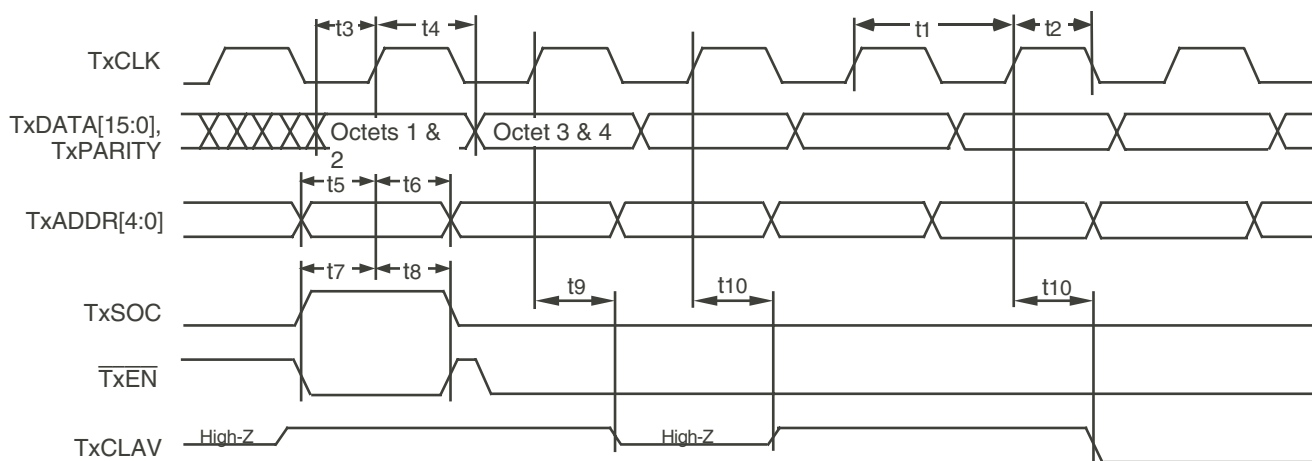 t3 t4 t1 t2
TxCLK
TxDATA[15:0], Octets 1 & Octet 3 & 4
TxPARITY 2
t5 t6
TxADDR[4:0]
t7 t8 t9 t10 t10
TxSOC
TxEN
High-Z High-Z
TxCLAV